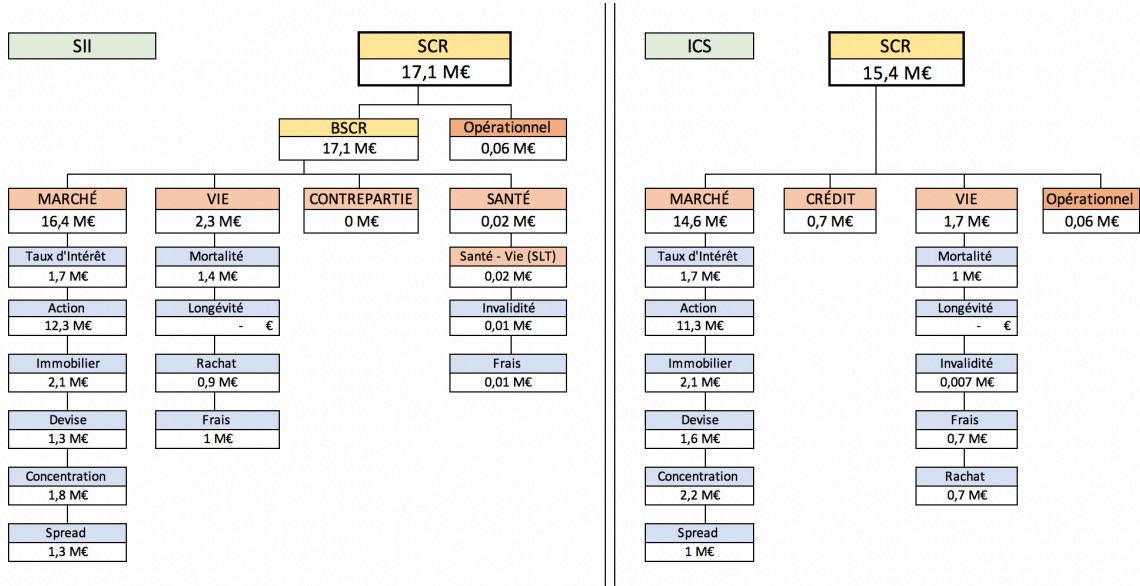 SII
SCR
17,1 M€
BSCR
17,1 M€
Opérationnel
0,06 M€
MARCHÉ
16,4 M€
VIE
2,3 M€
CONTREPARTIE
0 M€
SANTÉ
0,02 M€
Taux d'Intérêt
1,7 M€
Mortalité
1,4 M€
Santé - Vie (SLT)
0,02 M€
Action
12,3 M€
Longévité
- €
Invalidité
0,01 M€
Immobilier
2,1 M€
Rachat
0,9 M€
Frais
0,01 M€
Devise
1,3 M€
Frais
1 M€
Concentration
1,8 M€
Spread
1,3 M€
ICS
SCR
15,4 M€
MARCHÉ
14,6 M€
CRÉDIT
0,7 M€
VIE
1,7 M€
Opérationnel
0,06 M€
Taux d'Intérêt
1,7 M€
Mortalité
1 M€
Action
11,3 M€
Longévité
- €
Immobilier
2,1 M€
Invalidité
0,007 M€
Devise
1,6 M€
Frais
0,7 M€
Concentration
2,2 M€
Rachat
0,7 M€
Spread
1 M€